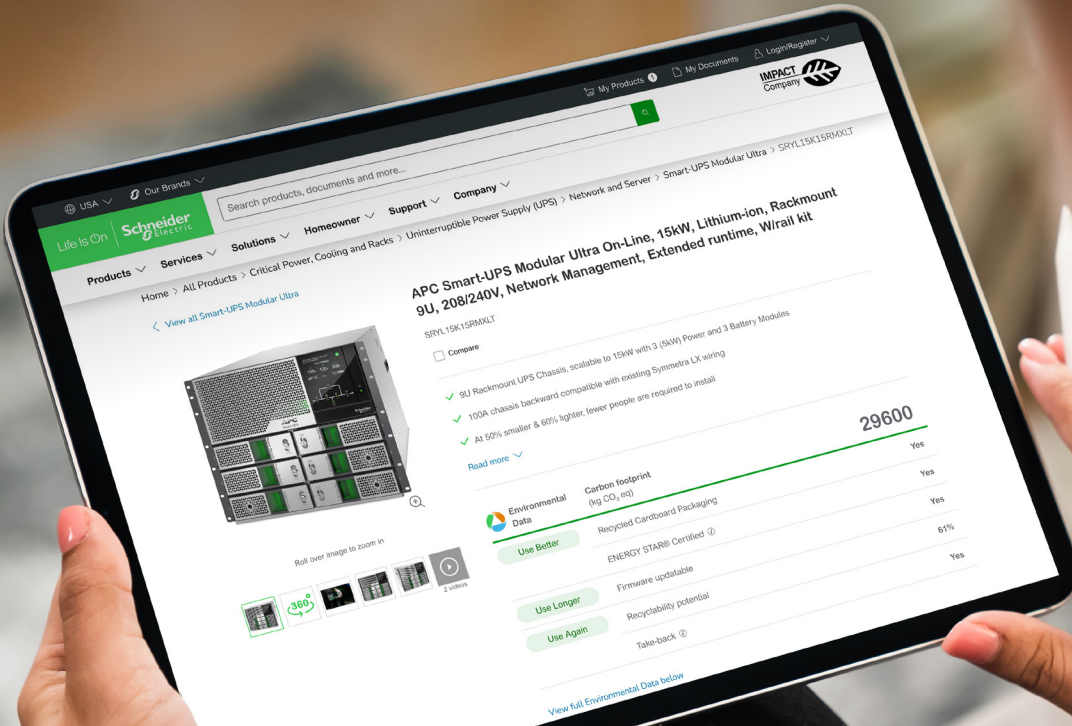 USA
Our Brands
My Products 1
My Documents
Login/Register
Life Is On
Schneider
Electric
Search products, documents and more...
IMPACT
Company
Products
Services
Solutions
Homeowner
Support
Company
Home > All Products > Critical Power, Cooling and Racks > Uninterruptible Power Supply (UPS) > Network and Server > Smart-UPS Modular Ultra > SRYL15K15RMXLT
View all Smart-UPS Modular Ultra
APC Smart-UPS Modular Ultra On-Line, 15kW, Lithium-ion, Rackmount
9U, 208/240V, Network Management, Extended runtime, W/rail kit
SRYL15K15RMXLT
Compare
9U Rackmount UPS Chassis, scalable to 15kW with 3 (5kW) Power and 3 Battery Modules
100A chassis backward compatible with existing Symmetra LX wiring
At 50% smaller & 60% lighter, fewer people are required to install
Read more
APC
Roll over image to zoom in
360°
2 videos
Environmental
Data
Carbon footprint
(kg CO₂ eq)
29600
Use Better
Recycled Cardboard Packaging
Yes
ENERGY STAR® Certified
Yes
Use Longer
Firmware updatable
Yes
Use Again
Recyclability potential
61%
Take-back
Yes
View full Environmental Data below